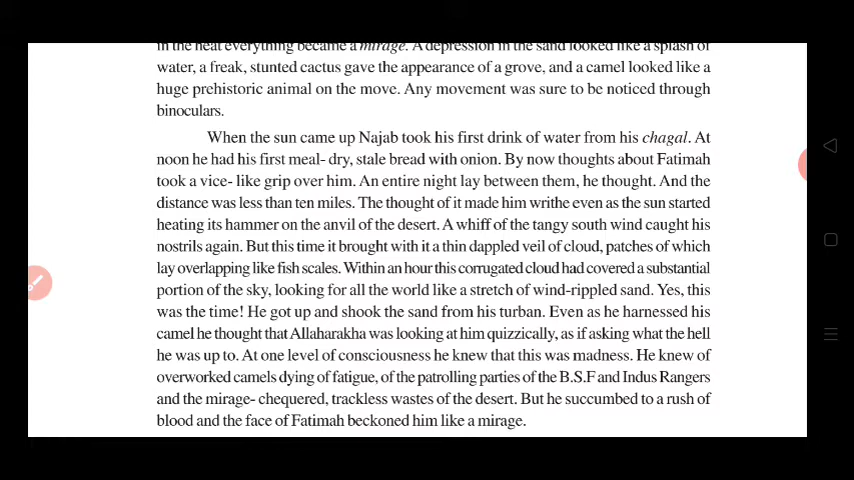 in the heat everything became a mirage. A depression in the sand looked like a splash of
water, a freak, stunted cactus gave the appearance of a grove, and a camel looked like a
huge prehistoric animal on the move. Any movement was sure to be noticed through
binoculars.
When the sun came up Najab took his first drink of water from his chagal. At
noon he had his first meal- dry, stale bread with onion. By now thoughts about Fatimah
took a vice- like grip over him. An entire night lay between them, he thought. And the
distance was less than ten miles. The thought of it made him writhe even as the sun started
heating its hammer on the anvil of the desert. A whiff of the tangy south wind caught his
nostrils again. But this time it brought with it a thin dappled veil of cloud, patches of which
lay overlapping like fish scales. Within an hour this corrugated cloud had covered a substantial
portion of the sky, looking for all the world like a stretch of wind-rippled sand. Yes, this
was the time! He got up and shook the sand from his turban. Even as he harnessed his
camel he thought that Allaharakha was looking at him quizzically, as if asking what the hell
he was up to. At one level of consciousness he knew that this was madness. He knew of
overworked camels dying of fatigue, of the patrolling parties of the B.S.F and Indus Rangers
and the mirage- chequered, trackless wastes of the desert. But he succumbed to a rush of
blood and the face of Fatimah beckoned him like a mirage.